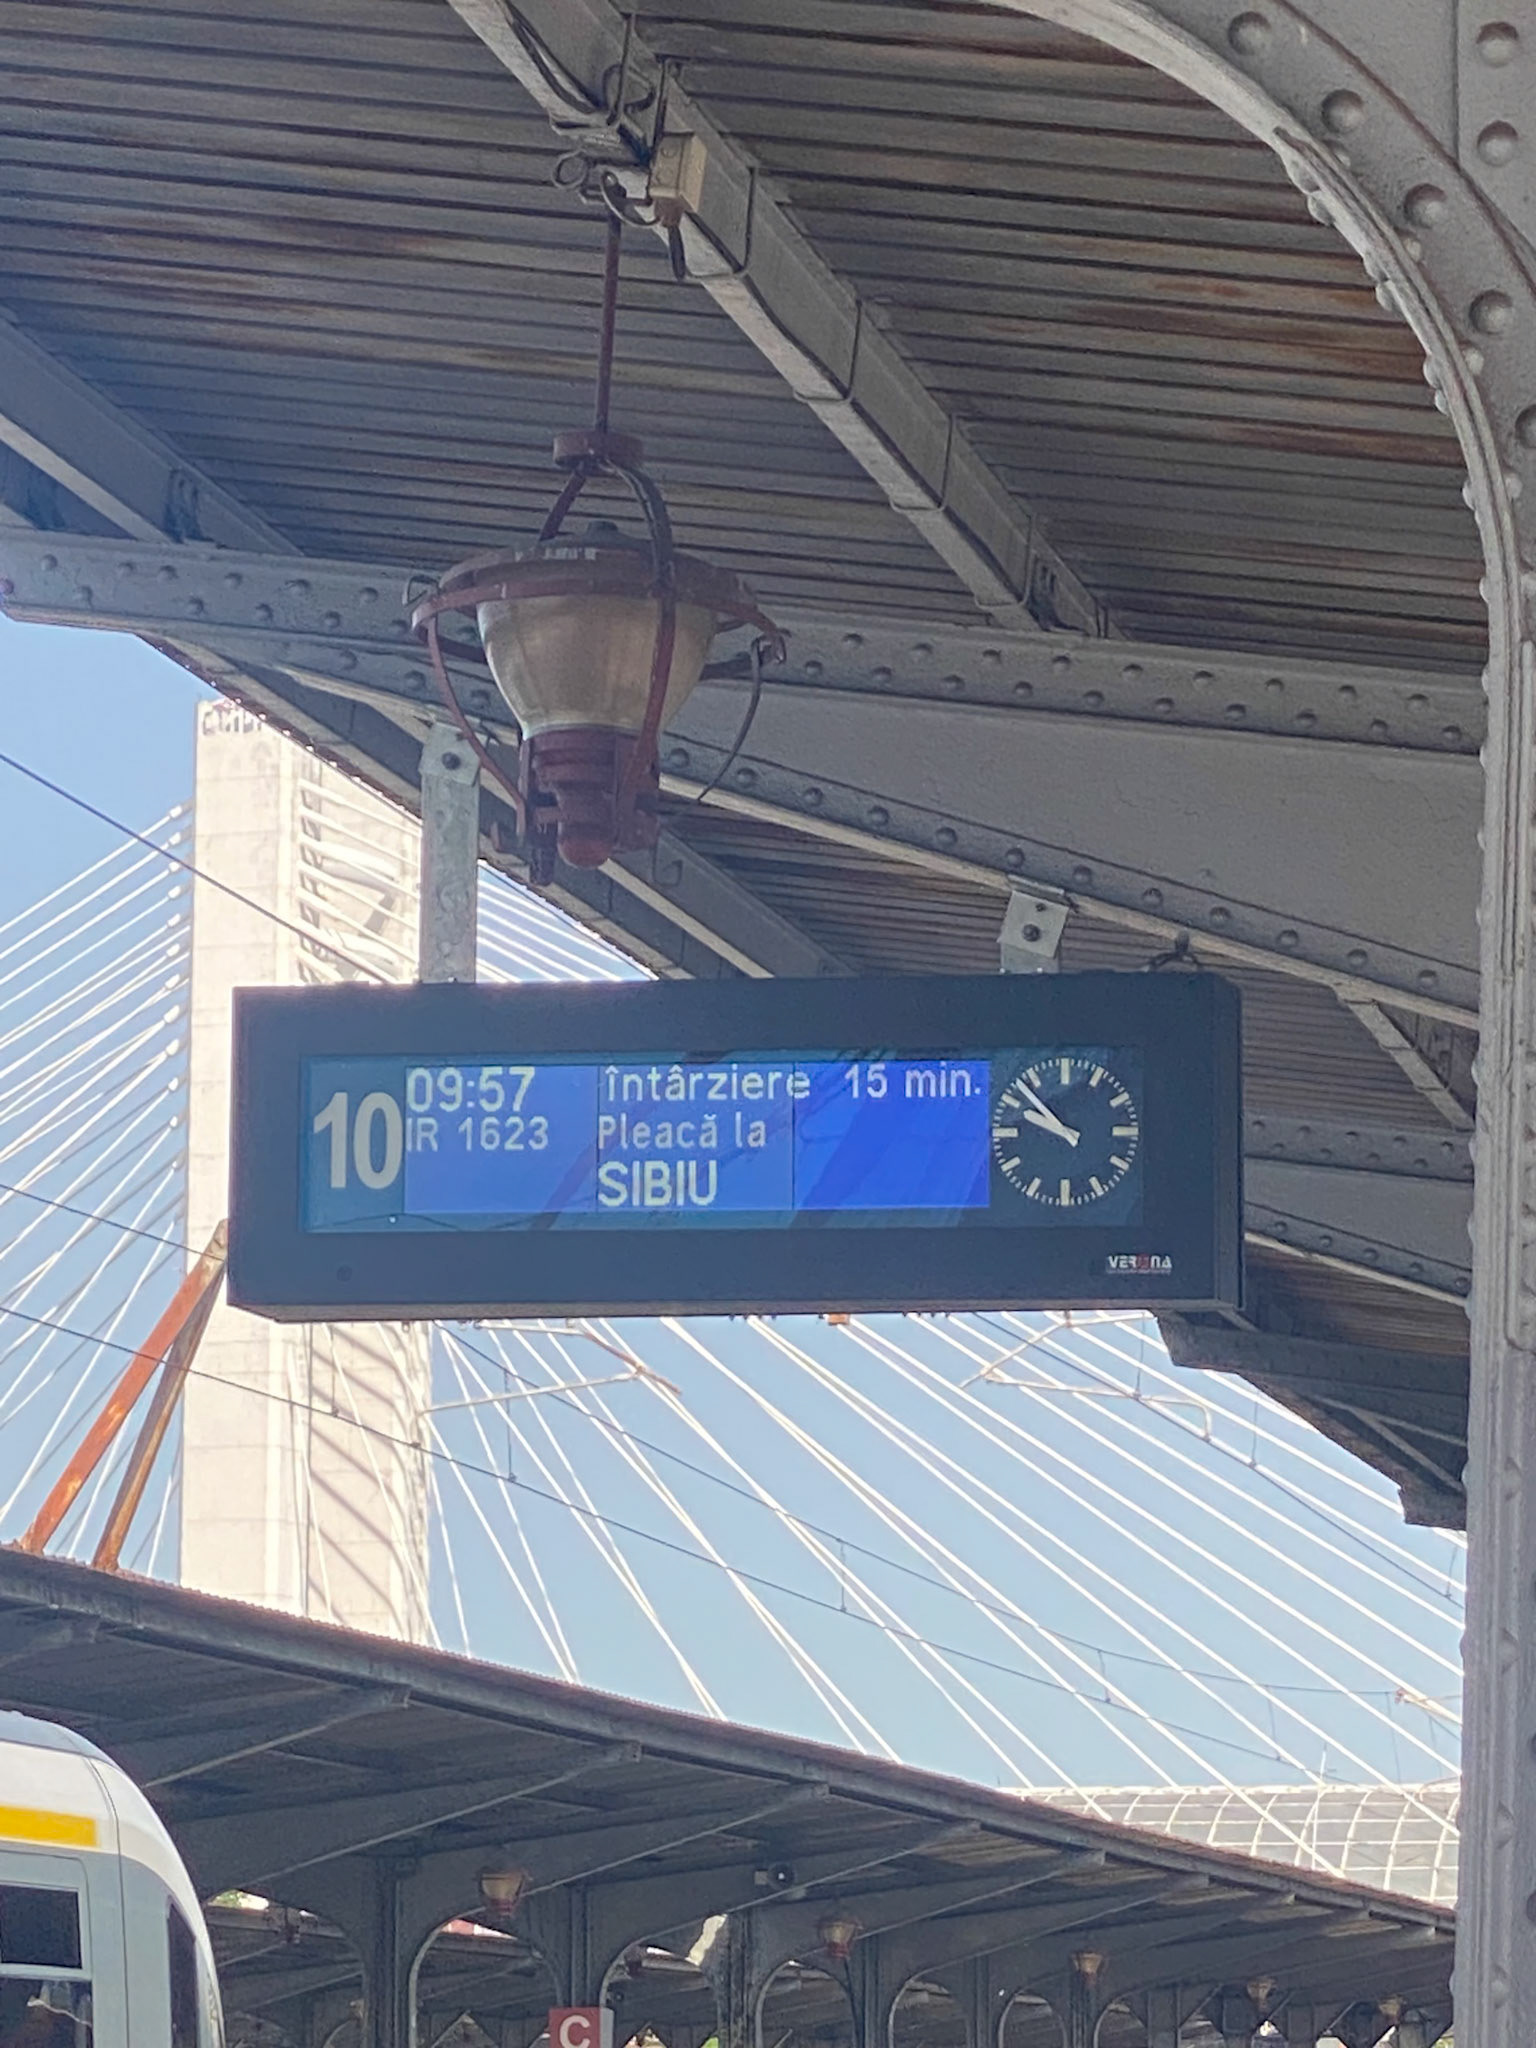 10
09:57 întârziere 15 min.
IR 1623 Pleacă la
SIBIU
VERONA
C